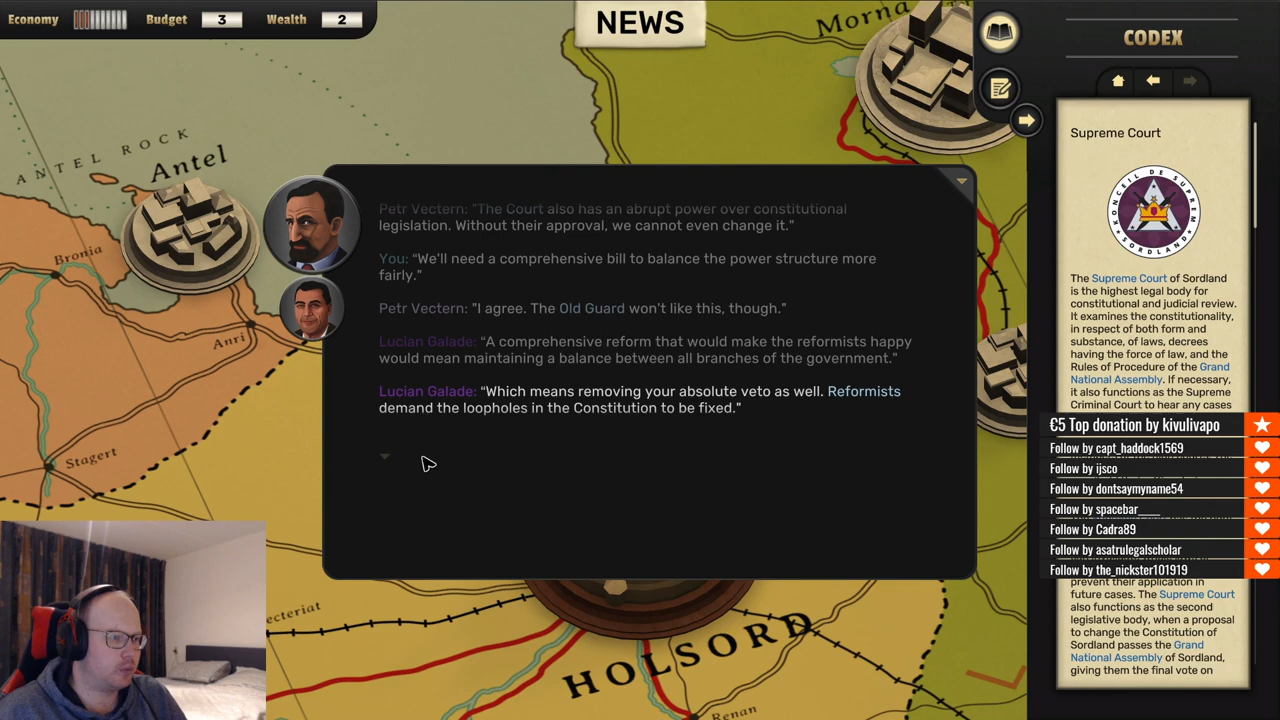 Economy
Budget 3
Wealth 2
NEWS
Morna
CODEX
ANTEL ROCK
Antel
Bronia
Anri
Stagert
Petr Vectern: "The Court also has an abrupt power over constitutional
legislation. Without their approval, we cannot even change it."
You: “We'll need a comprehensive bill to balance the power structure more
fairly.”
Petr Vectern: "I agree. The Old Guard won't like this, though."
Lucian Galade: “A comprehensive reform that would make the reformists happy
would mean maintaining a balance between all branches of the government.”
Lucian Galade: “Which means removing your absolute veto as well. Reformists
demand the loopholes in the Constitution to be fixed."
Supreme Court
KONCEIL DE SUPREM
SORDLAND
The Supreme Court of Sordland
is the highest legal body for
constitutional and judicial review.
It examines the constitutionality,
in respect of both form and
substance, of laws, decrees
having the force of law, and the
Rules of Procedure of the Grand
National Assembly. If necessary,
it also functions as the Supreme
Criminal Court to hear any cases
€5 Top donation by kivulivapo
Follow by capt_haddock1569
Follow by ijsco
Follow by dontsaymyname54
Follow by spacebar___
Follow by Cadra89
Follow by asatrulegalscholar
Follow by the_nickster101919
prevent their application in
future cases. The Supreme Court
also functions as the second
legislative body, when a proposal
to change the Constitution of
Sordland passes the Grand
National Assembly of Sordland,
giving them the final vote on
ecteriat
HOLSORD
Renan